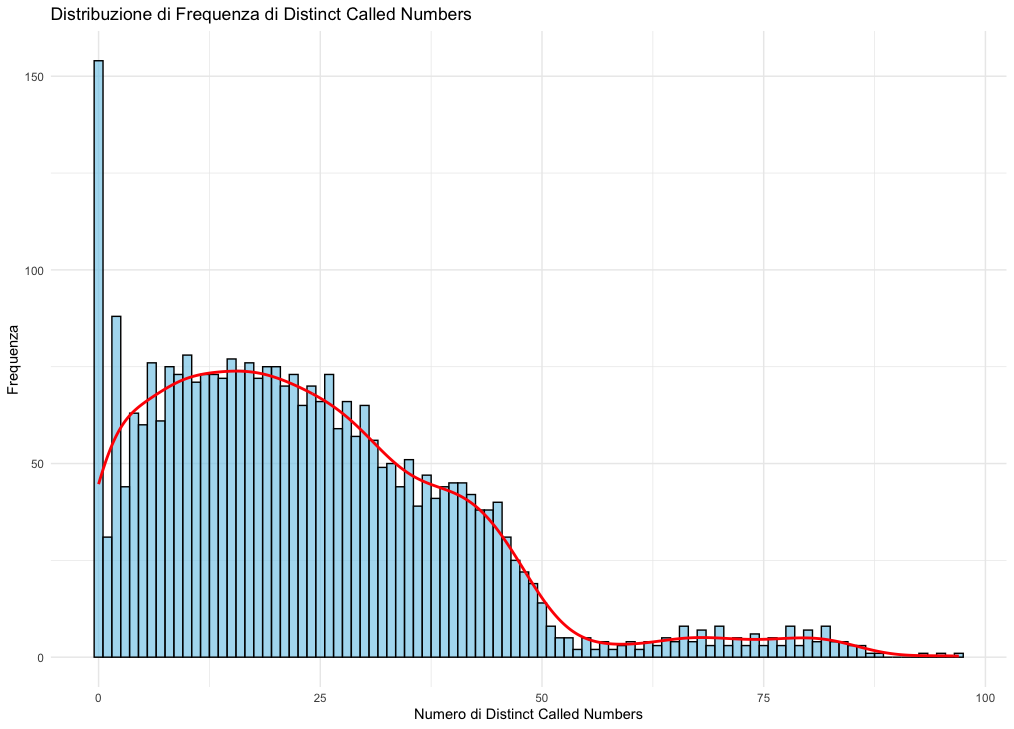 Distribuzione di Frequenza di Distinct Called Numbers
Frequenza
150
100
50
0
0 25 50 75 100
Numero di Distinct Called Numbers